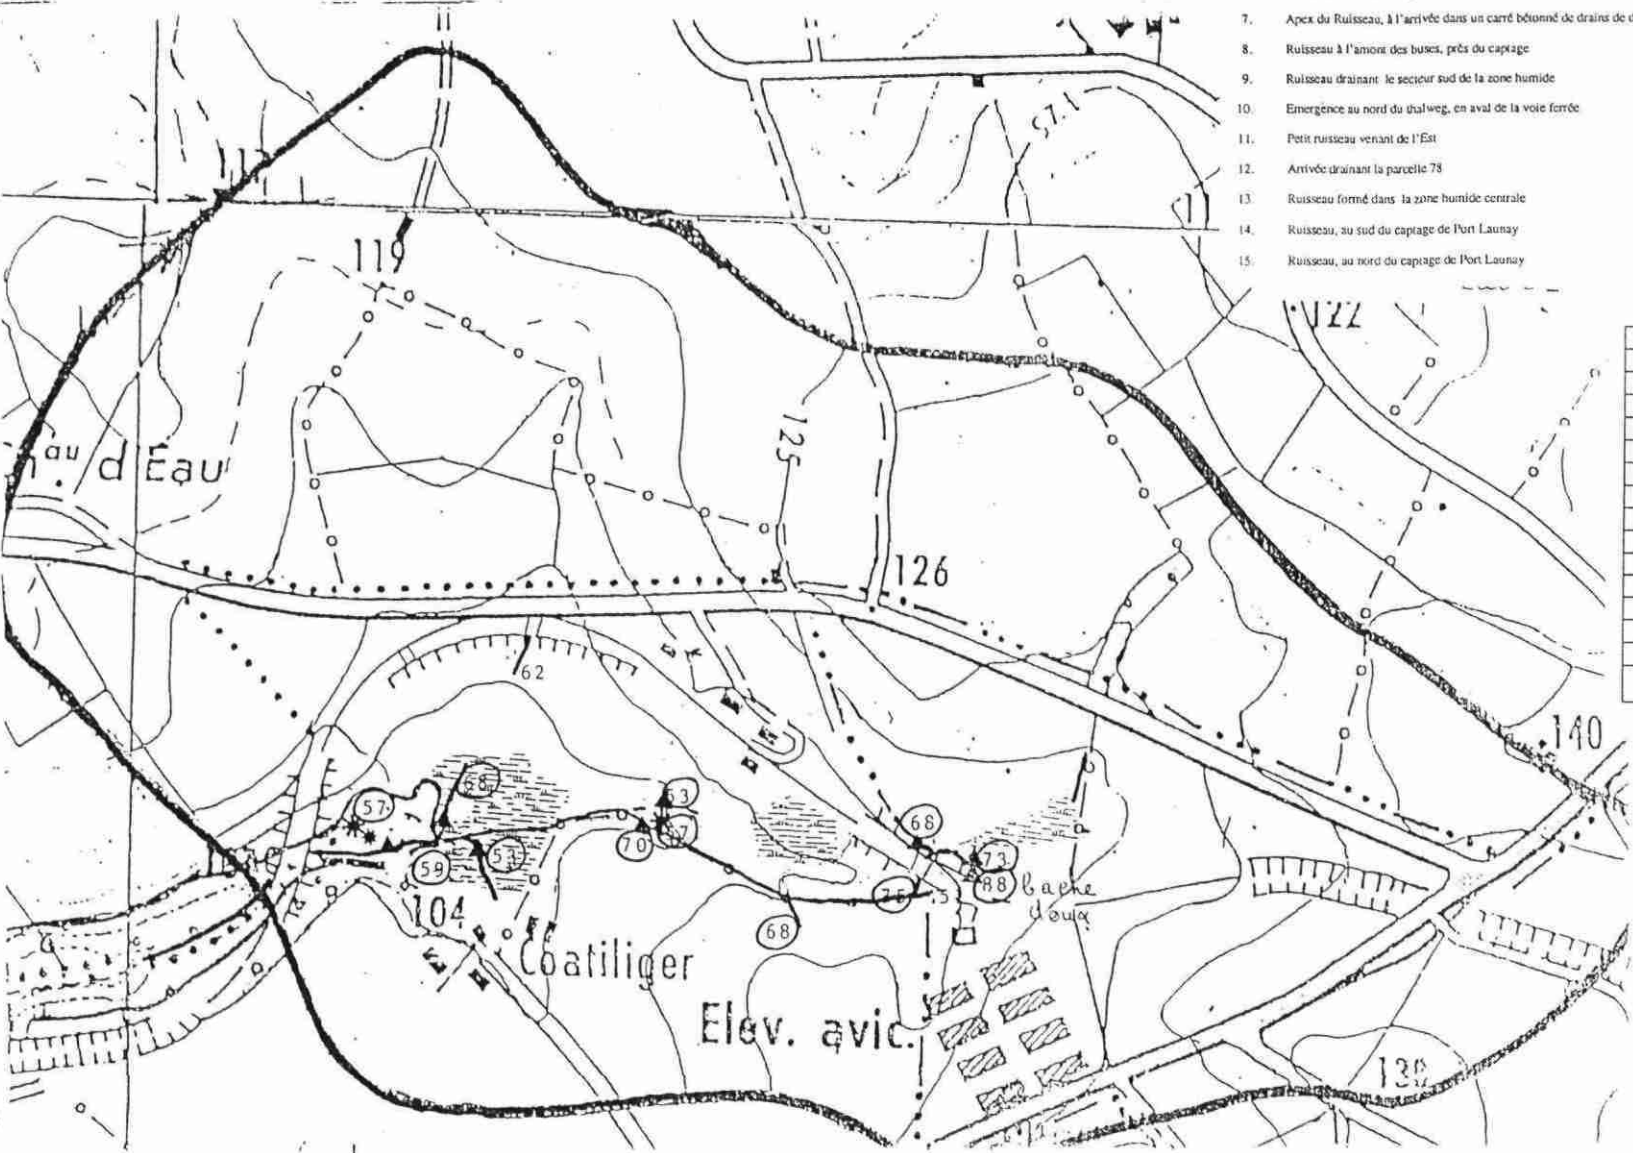 7. Apex du Ruisseau, à l'arrivée dans un carré bétonné de drains de
8. Ruisseau à l'amont des buses, près du captage
9. Ruisseau drainant le secteur sud de la zone humide
10. Emergence au nord du thalweg, en aval de la voie ferrée
11. Petit ruisseau venant de l'Est
12. Arrivée drainant la parcelle 78
13. Ruisseau formé dans la zone humide centrale
14. Ruisseau, au sud du captage de Port Launay
15. Ruisseau, au nord du captage de Port Launay
119
122
125
d'Eau
126
62
140
57
68
63
70
59
53
68
73
88
75
68
104
Coatiliger
Elev. avic.